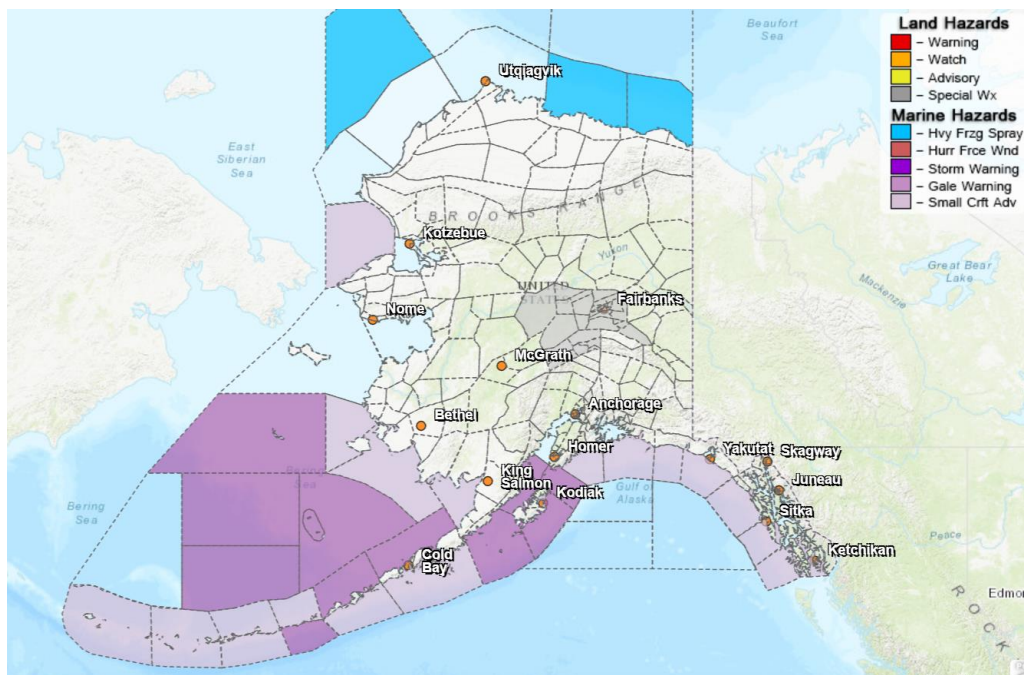 Beaufort
Sea
Land Hazards
– Warning
– Watch
– Advisory
– Special Wx
Marine Hazards
– Hvy Frzg Spray
– Hurr Frce Wnd
– Storm Warning
– Gale Warning
– Small Crft Adv
Utqiagvik
East
Siberian
Sea
BROOKS RANGE
Kotzebue
Yukon
Great Bear
Lake
Mackenzie
UNITED
STATES
Fairbanks
Nome
McGrath
Anchorage
Bethel
Homer
Yakutat
Skagway
King
Salmon
Kodiak
Gulf of
Alaska
Juneau
Bering
Sea
Bering
Sea
Sitka
Cold
Bay
Ketchikan
Peace
Edmon
ROCK